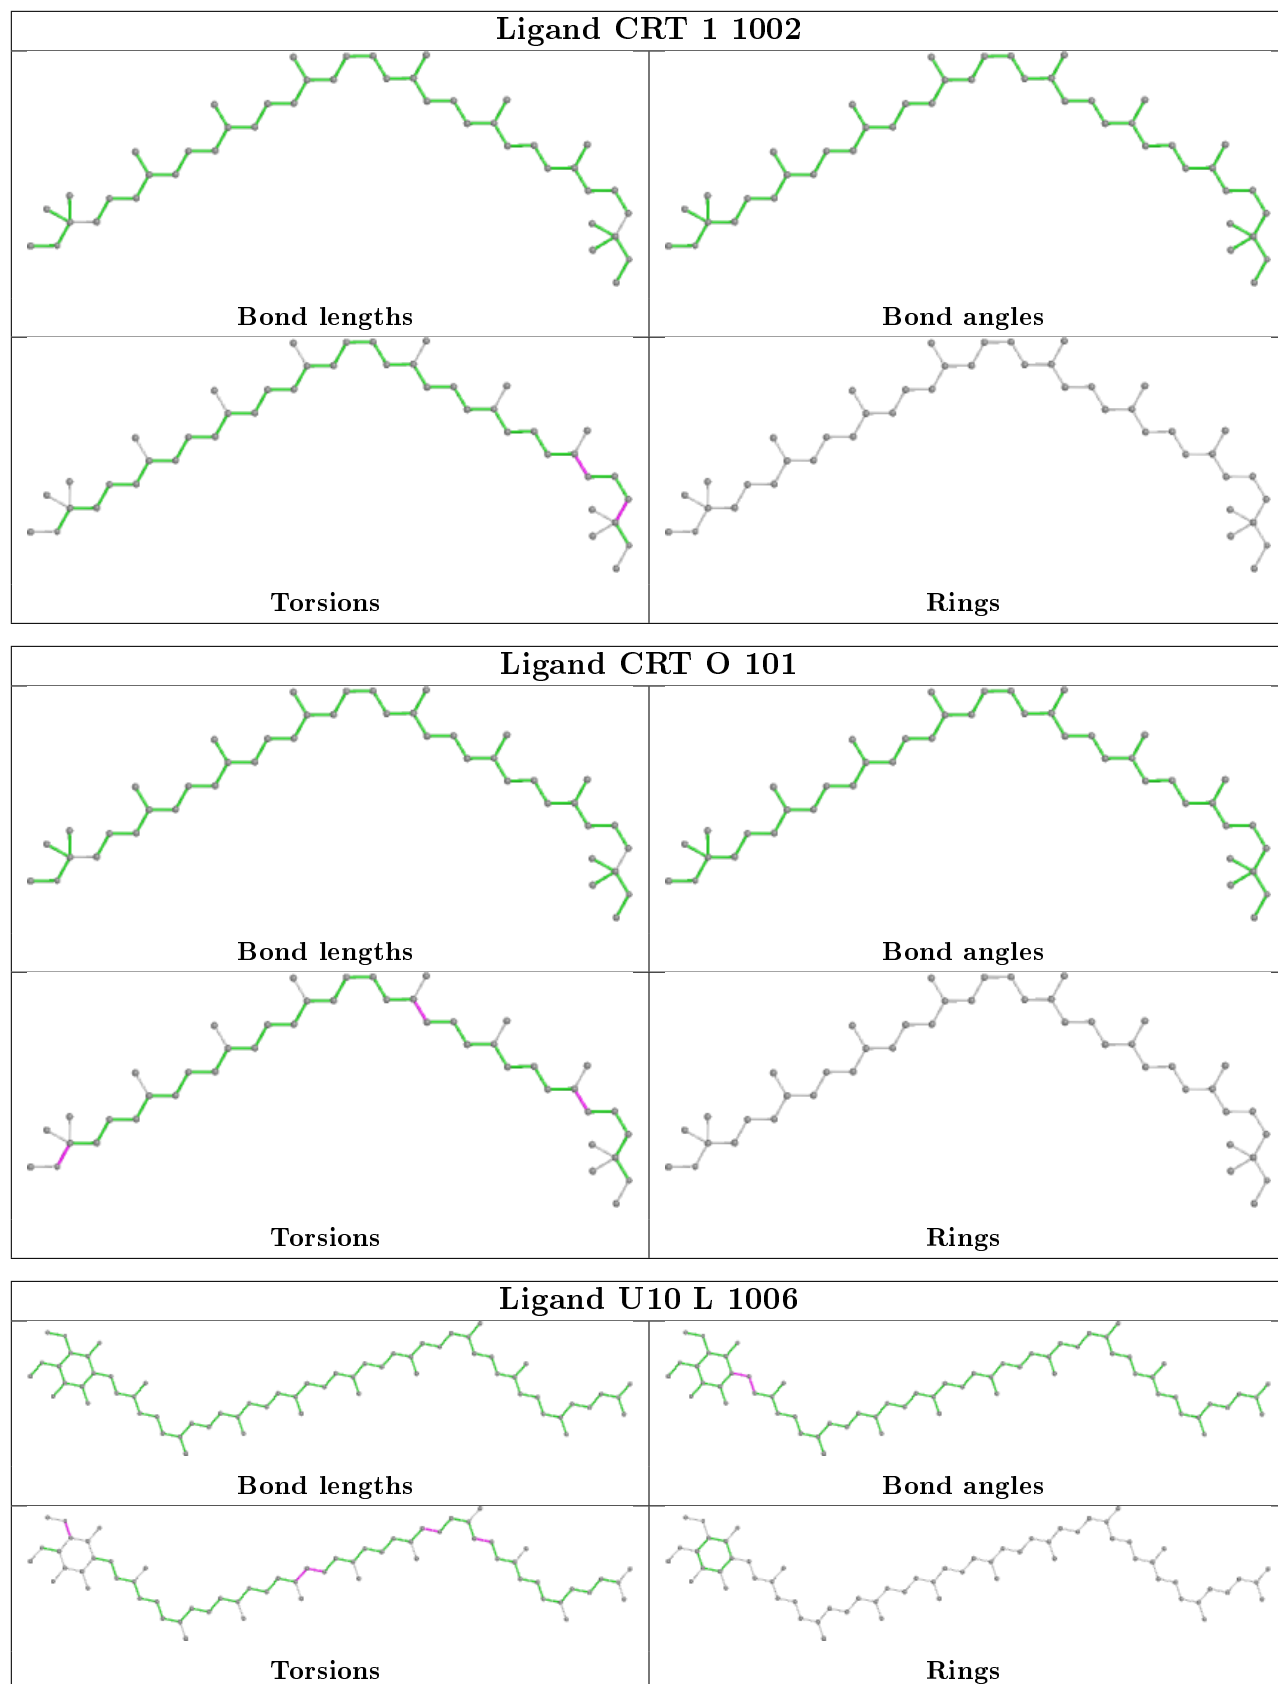 Ligand CRT 1 1002
Bond lengths
Bond angles
Torsions
Rings
Ligand CRT O 101
Bond lengths
Bond angles
Torsions
Rings
Ligand U10 L 1006
Bond lengths
Bond angles
Torsions
Rings